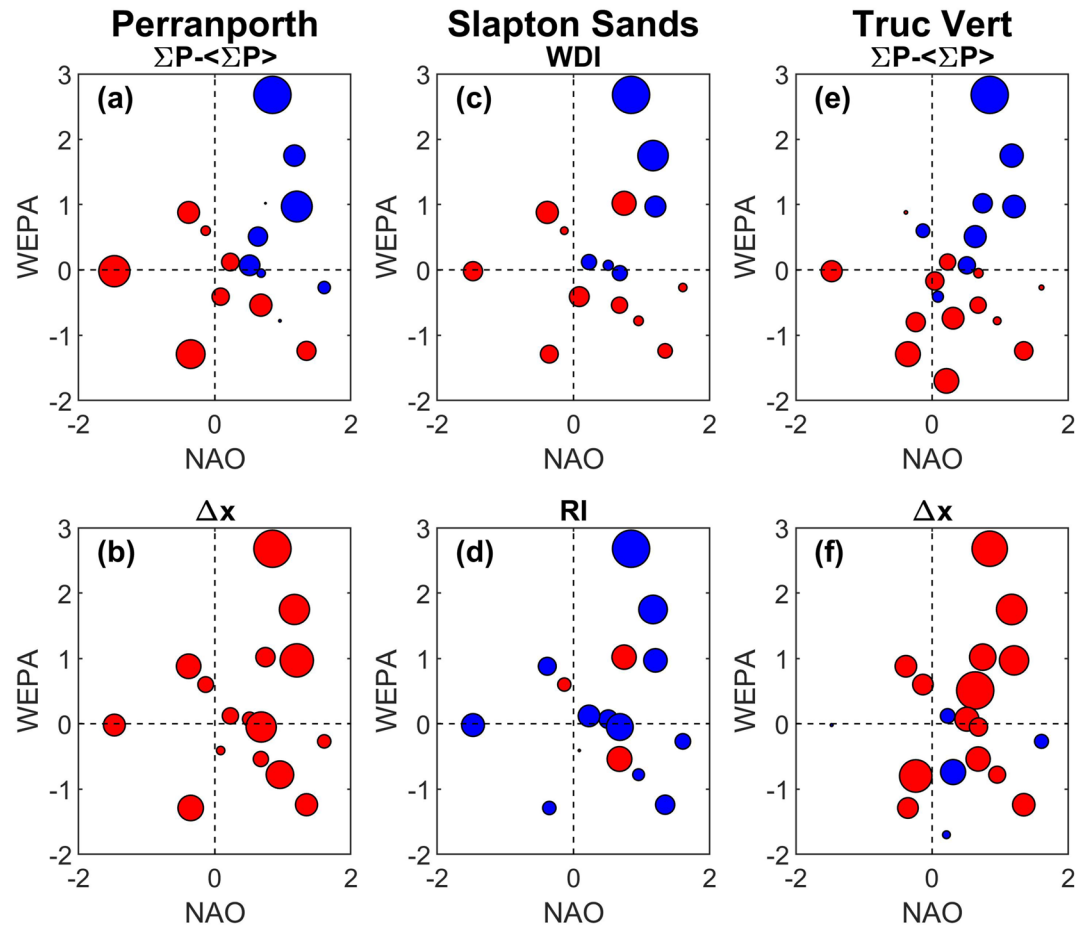 Perranporth Slapton Sands Truc Vert
ΣP-<ΣP> WDI ΣP-<ΣP>
(a) (c) (e)
3 3 3
2 2 2
1 1 1
0 0 0
-1 -1 -1
-2 -2 -2
WEPA WEPA WEPA
-2 0 2 -2 0 2 -2 0 2
NAO NAO NAO
Δx RI Δx
(b) (d) (f)
3 3 3
2 2 2
1 1 1
0 0 0
-1 -1 -1
-2 -2 -2
WEPA WEPA WEPA
-2 0 2 -2 0 2 -2 0 2
NAO NAO NAO